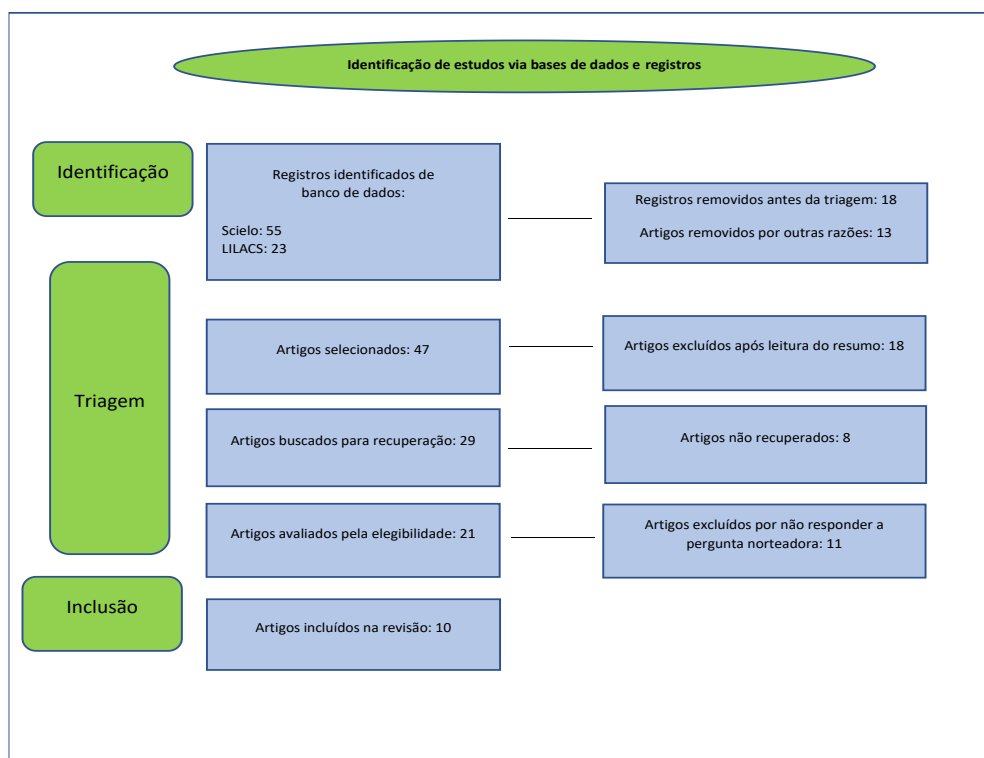 Identificação de estudos via bases de dados e registros
Identificação
Registros identificados de
banco de dados:
Scielo: 55
LILACS: 23
Registros removidos antes da triagem: 18
Artigos removidos por outras razões: 13
Triagem
Artigos selecionados: 47
Artigos excluídos após leitura do resumo: 18
Artigos buscados para recuperação: 29
Artigos não recuperados: 8
Artigos avaliados pela elegibilidade: 21
Artigos excluídos por não responder a
pergunta norteadora: 11
Inclusão
Artigos incluídos na revisão: 10